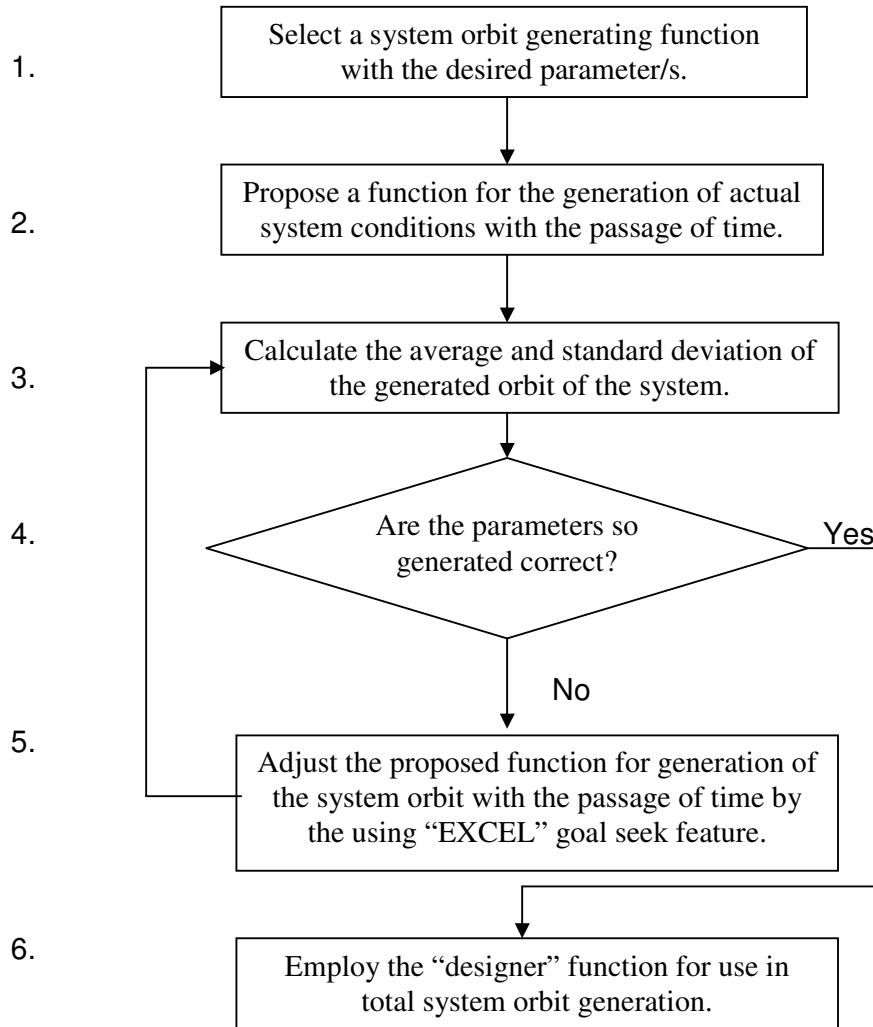 1.
Select a system orbit generating function
with the desired parameter/s.
2.
Propose a function for the generation of actual
system conditions with the passage of time.
3.
Calculate the average and standard deviation of
the generated orbit of the system.
4.
Are the parameters so
generated correct?
Yes
No
5.
Adjust the proposed function for generation of
the system orbit with the passage of time by
the using “EXCEL” goal seek feature.
6.
Employ the “designer” function for use in
total system orbit generation.